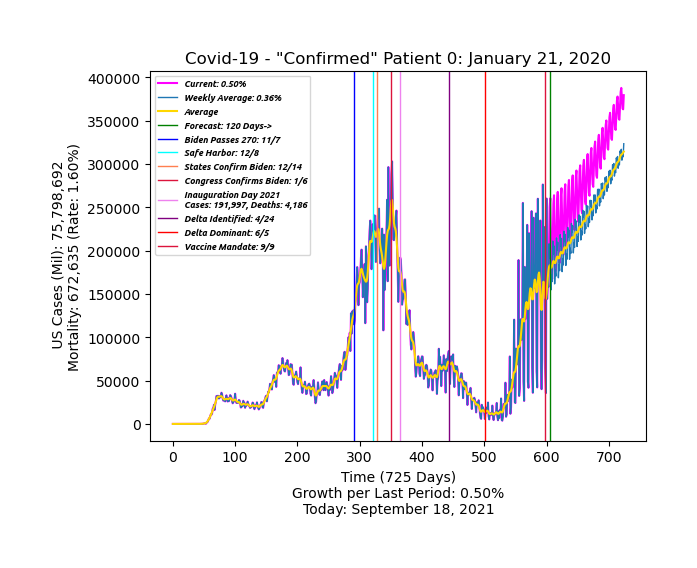 Covid-19 - "Confirmed" Patient 0: January 21, 2020
400000
350000
300000
250000
200000
150000
100000
50000
0
US Cases (Mil): 75,798,692
Mortality: 672,635 (Rate: 1.60%)
Current: 0.50%
Weekly Average: 0.36%
Average
Forecast: 120 Days->
Biden Passes 270: 11/7
Safe Harbor: 12/8
States Confirm Biden: 12/14
Congress Confirms Biden: 1/6
Inauguration Day 2021
Cases: 191,997, Deaths: 4,186
Delta Identified: 4/24
Delta Dominant: 6/5
Vaccine Mandate: 9/9
0 100 200 300 400 500 600 700
Time (725 Days)
Growth per Last Period: 0.50%
Today: September 18, 2021